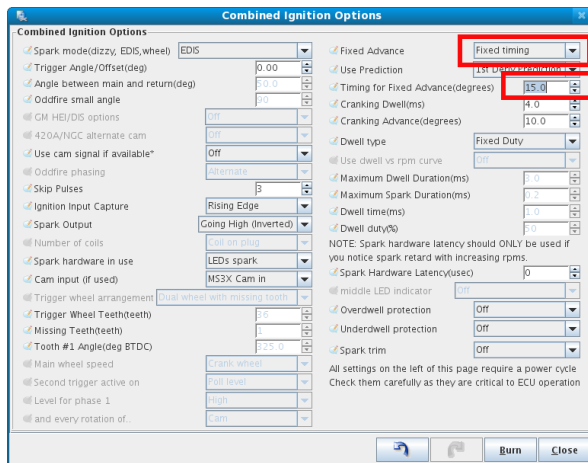 Combined Ignition Options
Combined Ignition Options
Spark mode(dizzy, EDIS,wheel) EDIS
Trigger Angle/Offset(deg) 0.00
Angle between main and return(deg) 50.0
Oddfire small angle 90
GM HEI/DIS options Off
420A/NGC alternate cam Off
Use cam signal if available* Off
Oddfire phasing Alternate
Skip Pulses 3
Ignition Input Capture Rising Edge
Spark Output Going High (Inverted)
Number of coils Coil on plug
Spark hardware in use LEDs spark
Cam input (if used) MS3X Cam in
Trigger wheel arrangement Dual wheel with missing tooth
Trigger Wheel Teeth(teeth) 36
Missing Teeth(teeth) 1
Tooth #1 Angle(deg BTDC) 325.0
Main wheel speed Crank wheel
Second trigger active on Poll level
Level for phase 1 High
and every rotation of.. Cam
Fixed Advance Fixed timing
Use Prediction 1st Deriv Prediction
Timing for Fixed Advance(degrees) 15.0
Cranking Dwell(ms) 4.0
Cranking Advance(degrees) 10.0
Dwell type Fixed Duty
Use dwell vs rpm curve Off
Maximum Dwell Duration(ms) 3.0
Maximum Spark Duration(ms) 0.2
Dwell time(ms) 1.0
Dwell duty(%) 50
NOTE: Spark hardware latency should ONLY be used if
you notice spark retard with increasing rpms.
Spark Hardware Latency(usec) 0
middle LED indicator Off
Overdwell protection Off
Underdwell protection Off
Spark trim Off
All settings on the left of this page require a power cycle
Check them carefully as they are critical to ECU operation
Burn Close